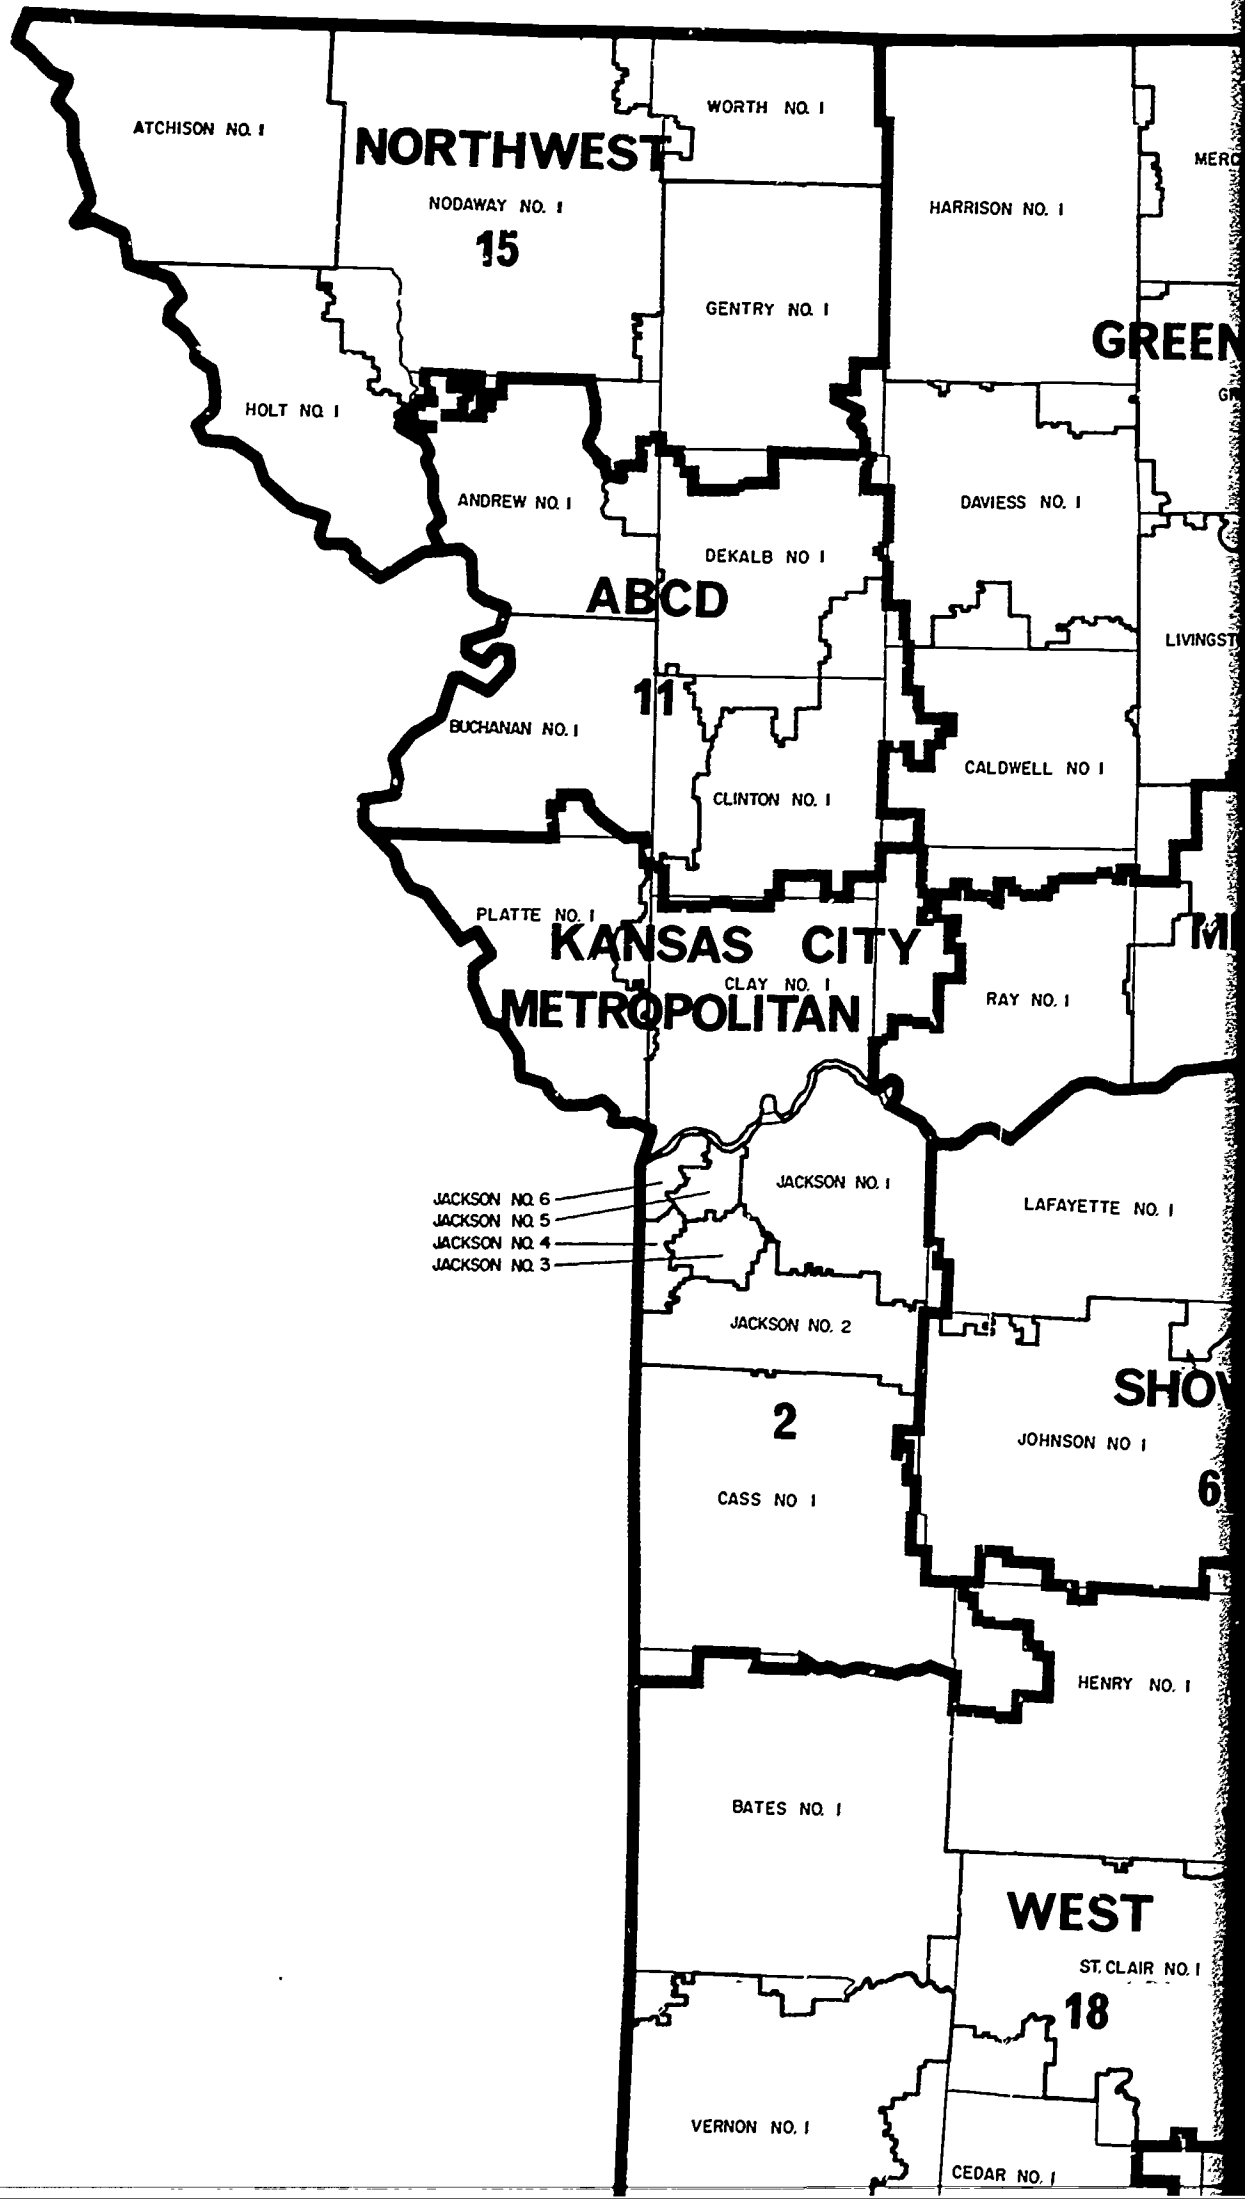 ATCHISON NO. 1
WORTH NO. 1
NORTHWEST
MERC
NODAWAY NO. 1
HARRISON NO. 1
15
GENTRY NO. 1
GREEN
GR
HOLT NO. 1
ANDREW NO. 1
DAVIESS NO. 1
DEKALB NO 1
ABCD
LIVINGST
11
BUCHANAN NO. 1
CALDWELL NO 1
CLINTON NO. 1
PLATTE NO. 1
KANSAS CITY
CLAY NO. 1
RAY NO. 1
METROPOLITAN
JACKSON NO. 1
JACKSON NO. 6
JACKSON NO. 5
JACKSON NO. 4
JACKSON NO. 3
LAFAYETTE NO. 1
JACKSON NO. 2
SHOW
2
JOHNSON NO 1
6
CASS NO 1
HENRY NO. 1
BATES NO. 1
WEST
ST. CLAIR NO. 1
18
VERNON NO. 1
CEDAR NO. 1